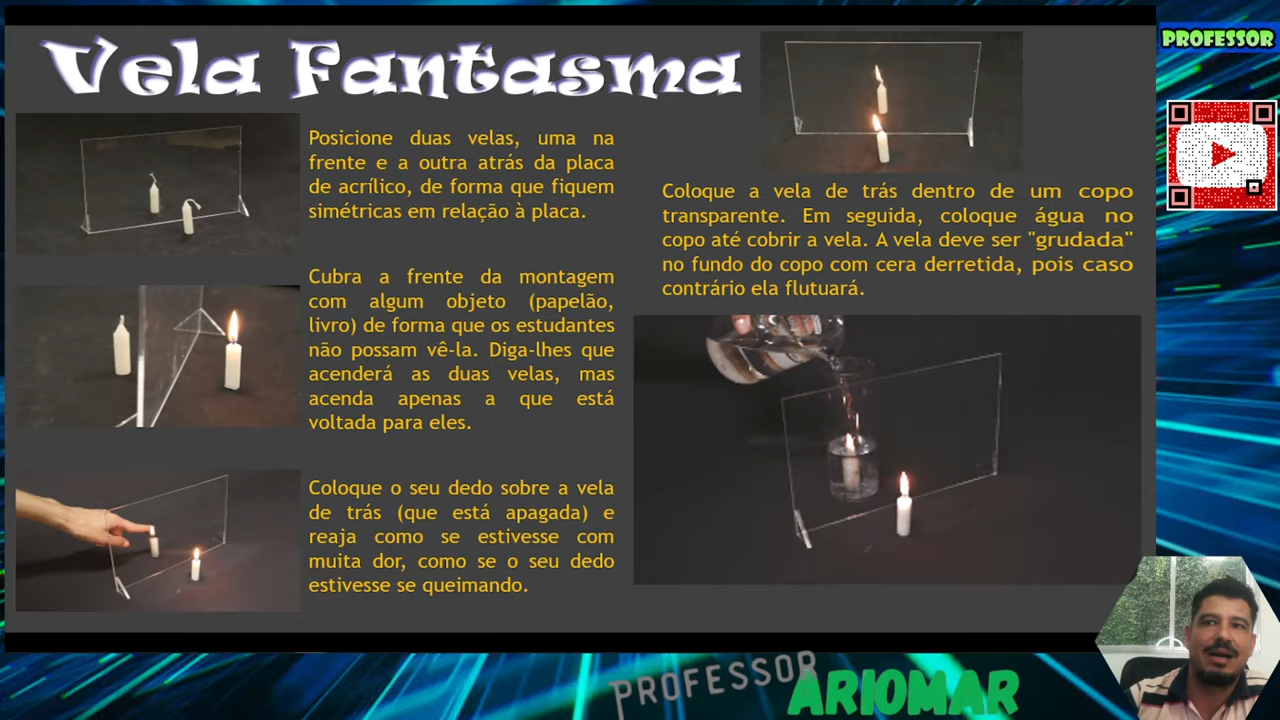 Vela Fantasma
Posicione duas velas, uma na
frente e a outra atrás da placa
de acrílico, de forma que fiquem
simétricas em relação à placa.
Cubra a frente da montagem
com algum objeto (papelão,
livro) de forma que os estudantes
não possam vê-la. Diga-lhes que
acenderá as duas velas, mas
acenda apenas a que está
voltada para eles.
Coloque o seu dedo sobre a vela
de trás (que está apagada) e
reaja como se estivesse com
muita dor, como se o seu dedo
estivesse se queimando.
Coloque a vela de trás dentro de um copo
transparente. Em seguida, coloque água no
copo até cobrir a vela. A vela deve ser "grudada"
no fundo do copo com cera derretida, pois caso
contrário ela flutuará.
PROFESSOR
PROFESSOR
ARIOMAR